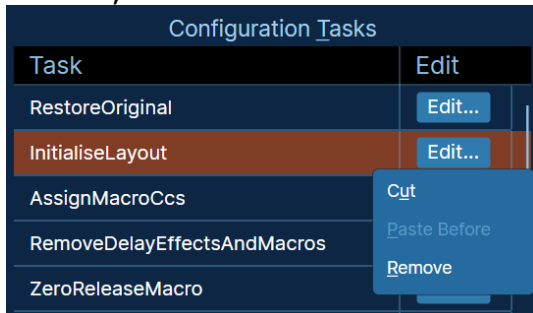 Configuration Tasks
Task Edit
RestoreOriginal Edit...
InitialiseLayout Edit...
AssignMacroCcs
Cut
RemoveDelayEffectsAndMacros
Paste Before
Remove
ZeroReleaseMacro